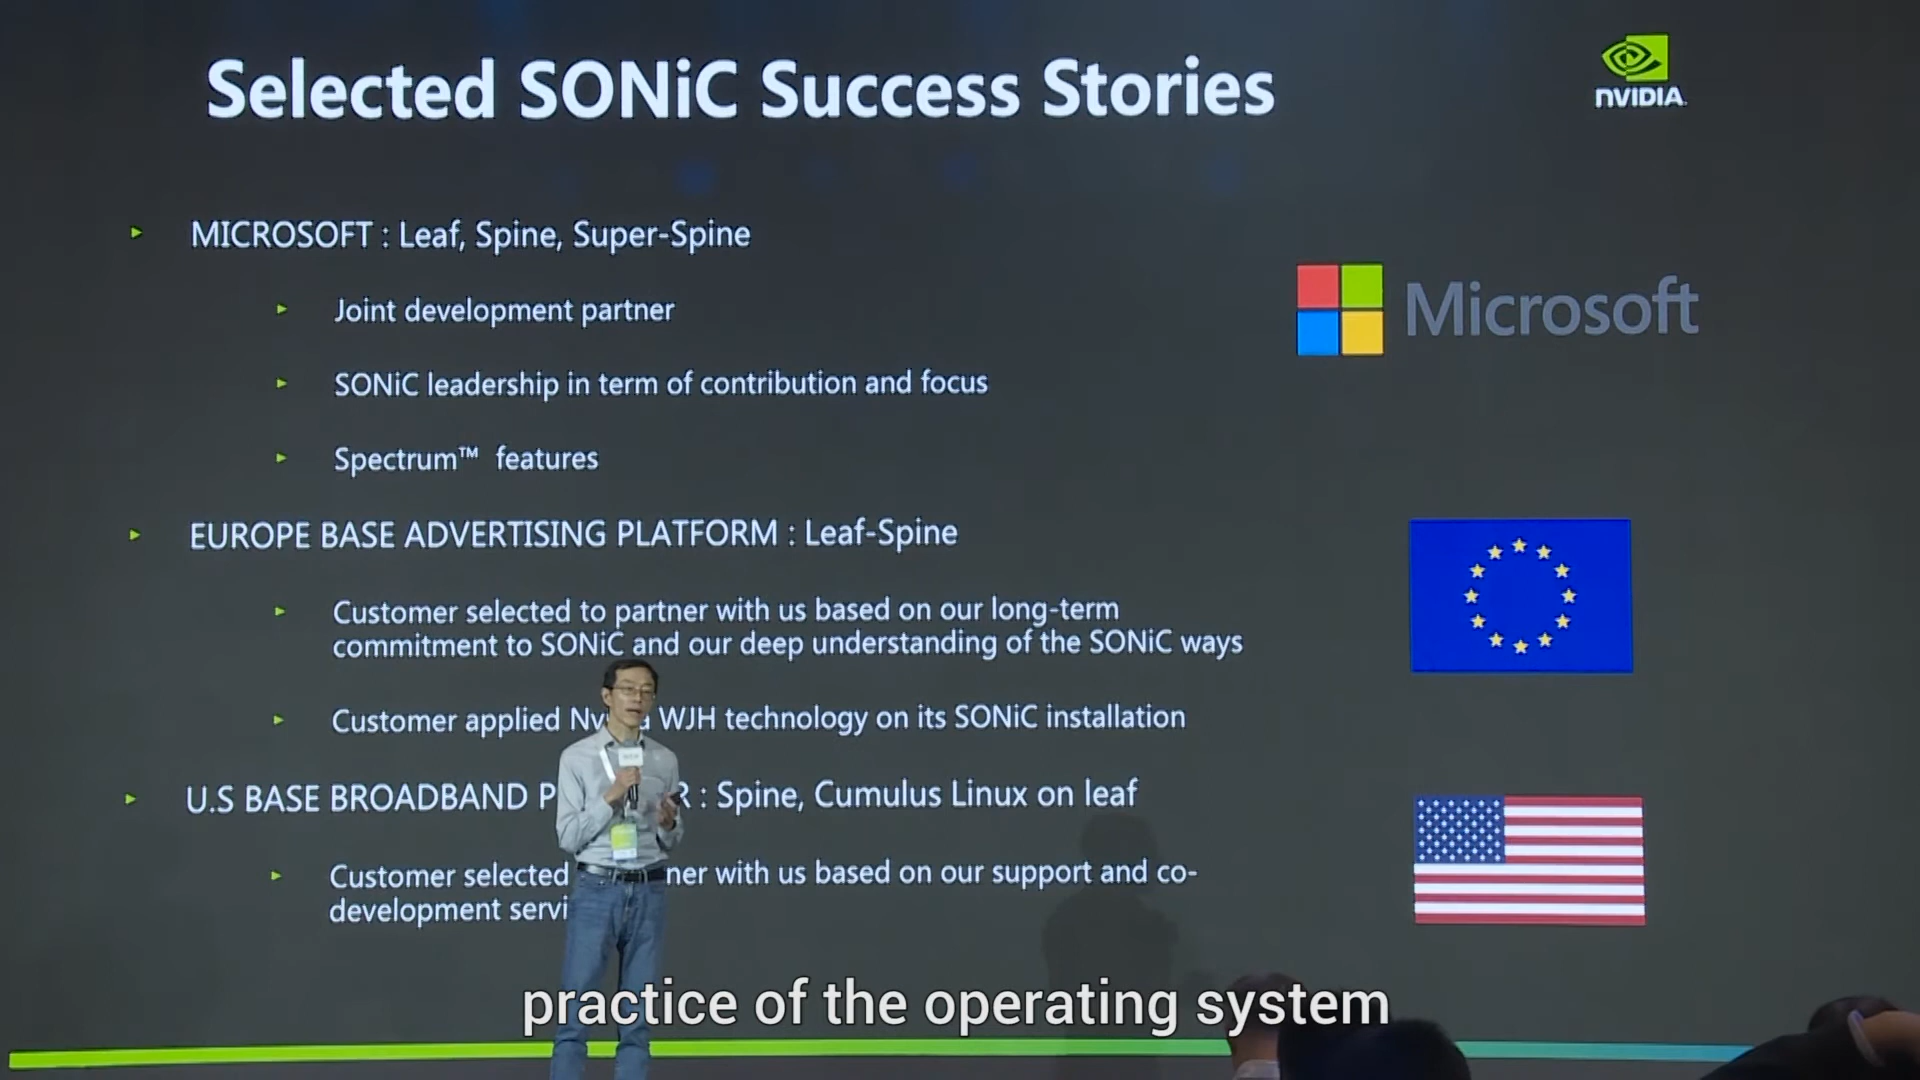 Selected SONiC Success Stories
NVIDIA
MICROSOFT : Leaf, Spine, Super-Spine
Joint development partner
Microsoft
SONiC leadership in term of contribution and focus
Spectrum™ features
EUROPE BASE ADVERTISING PLATFORM : Leaf-Spine
Customer selected to partner with us based on our long-term
commitment to SONiC and our deep understanding of the SONiC ways
Customer applied WJH technology on its SONiC installation
U.S BASE BROADBAND : Spine, Cumulus Linux on leaf
Customer selected with us based on our support and co-
development
practice of the operating system